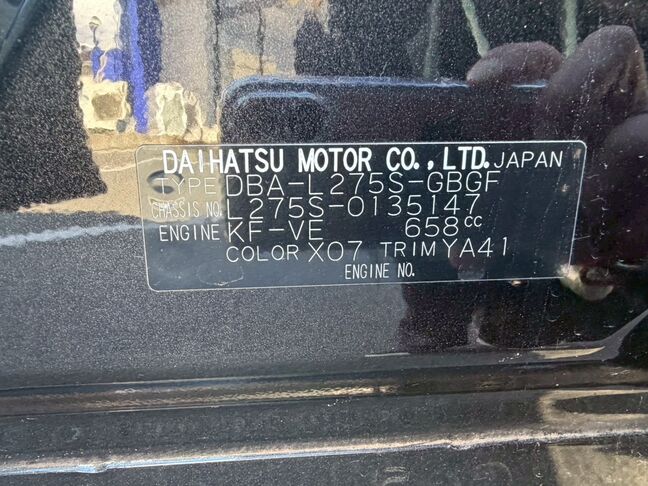 DAIHATSU MOTOR CO., LTD. JAPAN
TYPE DBA-L275S-GBGF
CHASSIS NO. L275S-0135147
ENGINE KF-VE 658cc
COLOR X07 TRIM YA41
ENGINE NO.